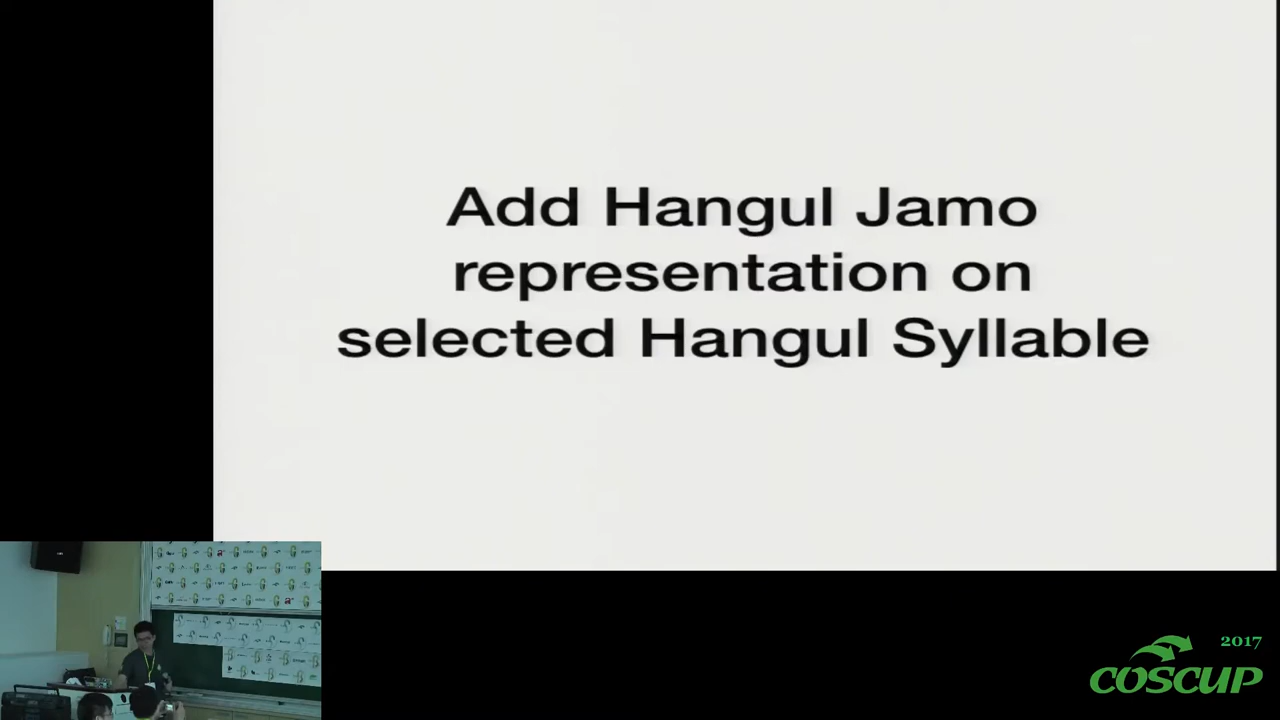 Add Hangul Jamo
representation on
selected Hangul Syllable
2017
COSCUP